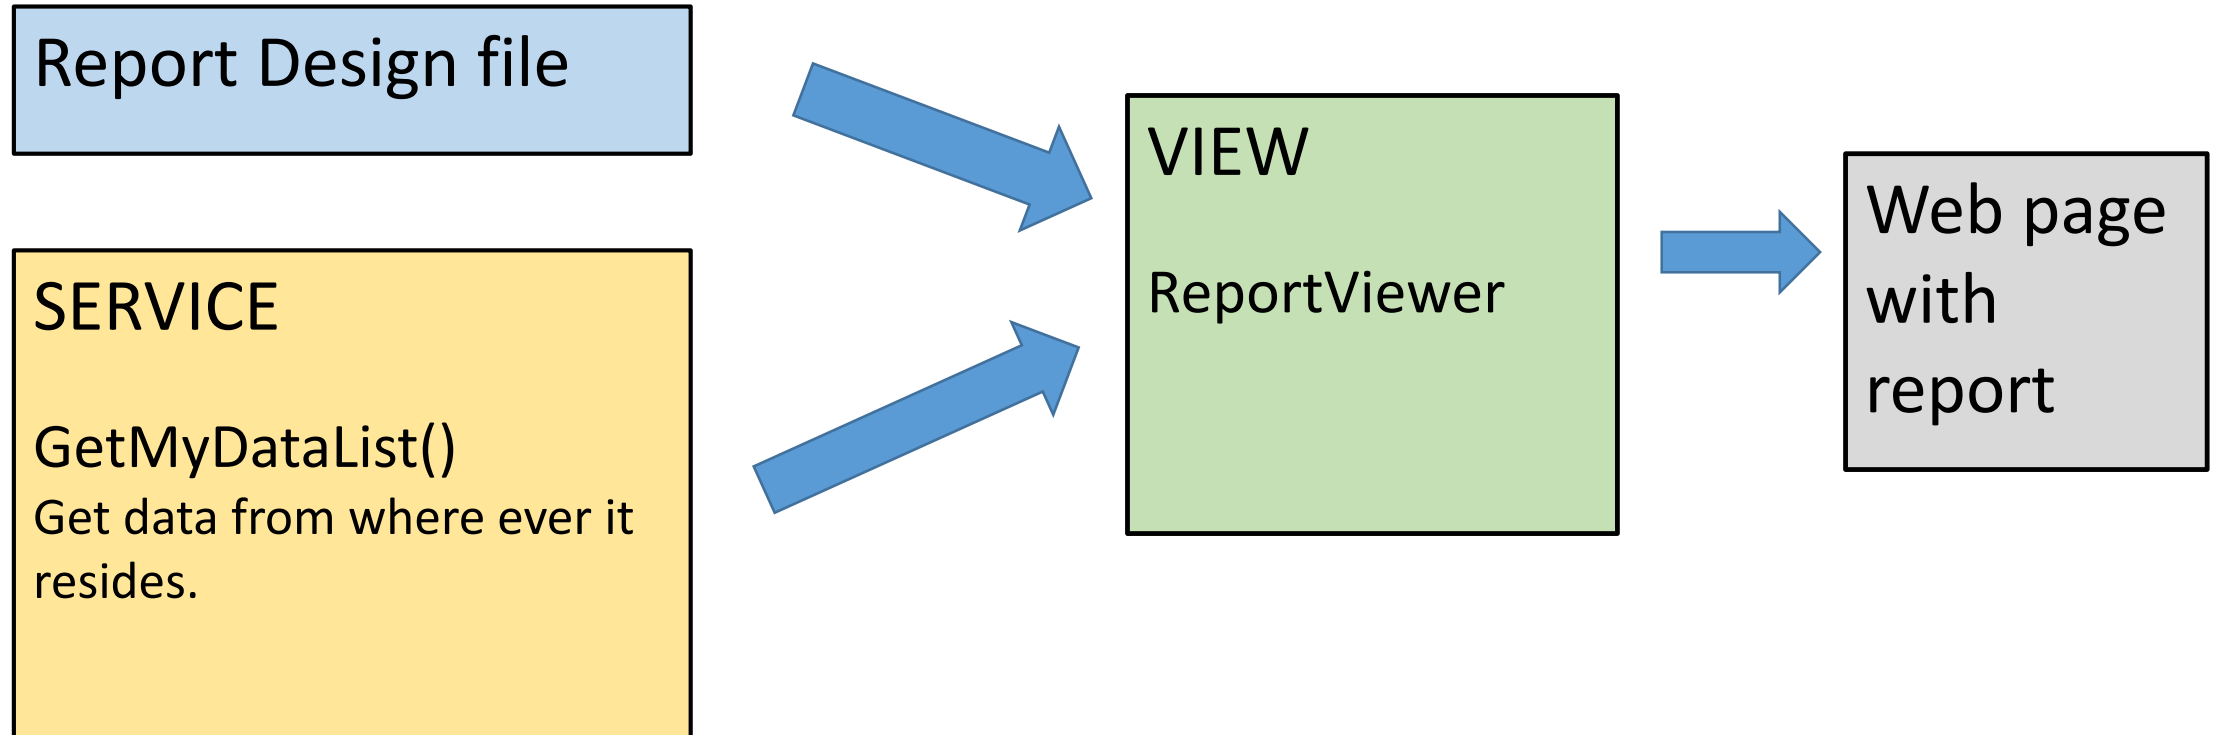 Report Design file
SERVICE
GetMyDataList()
Get data from where ever it
resides.
VIEW
ReportViewer
Web page
with
report